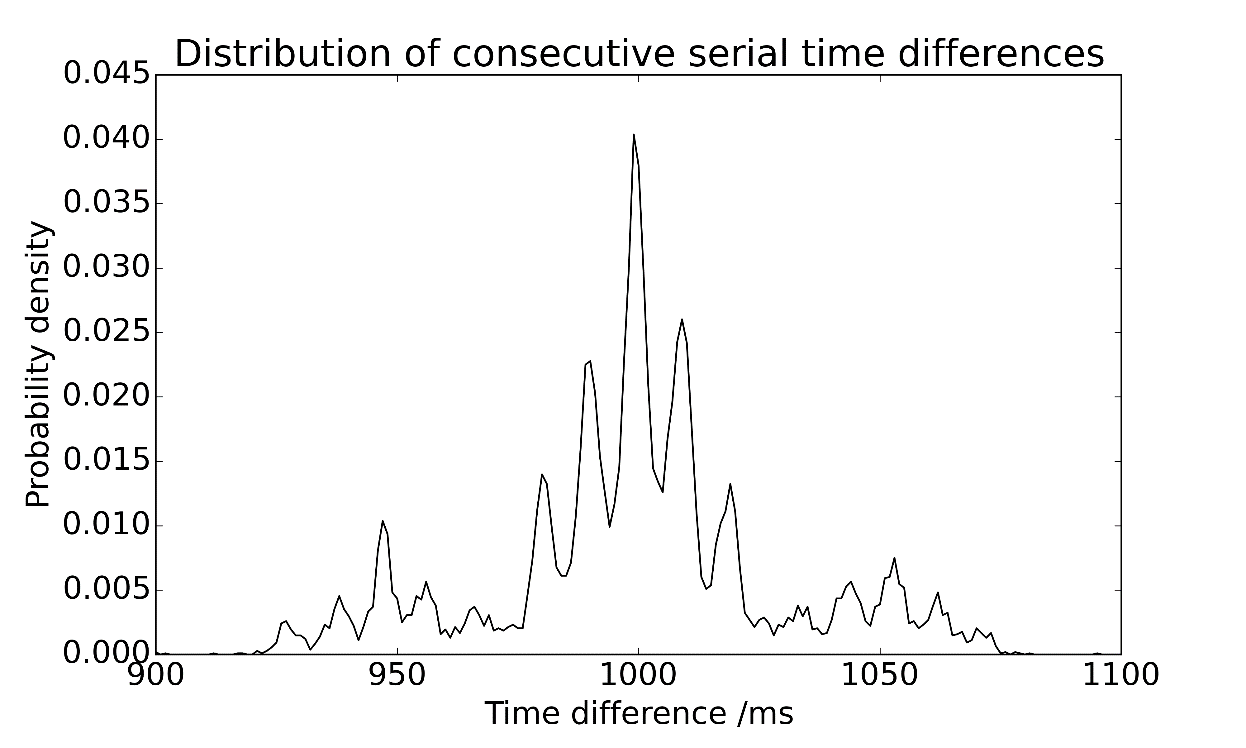 Distribution of consecutive serial time differences
0.045
0.040
0.035
0.030
0.025
0.020
0.015
0.010
0.005
0.000
Probability density
900 950 1000 1050 1100
Time difference /ms